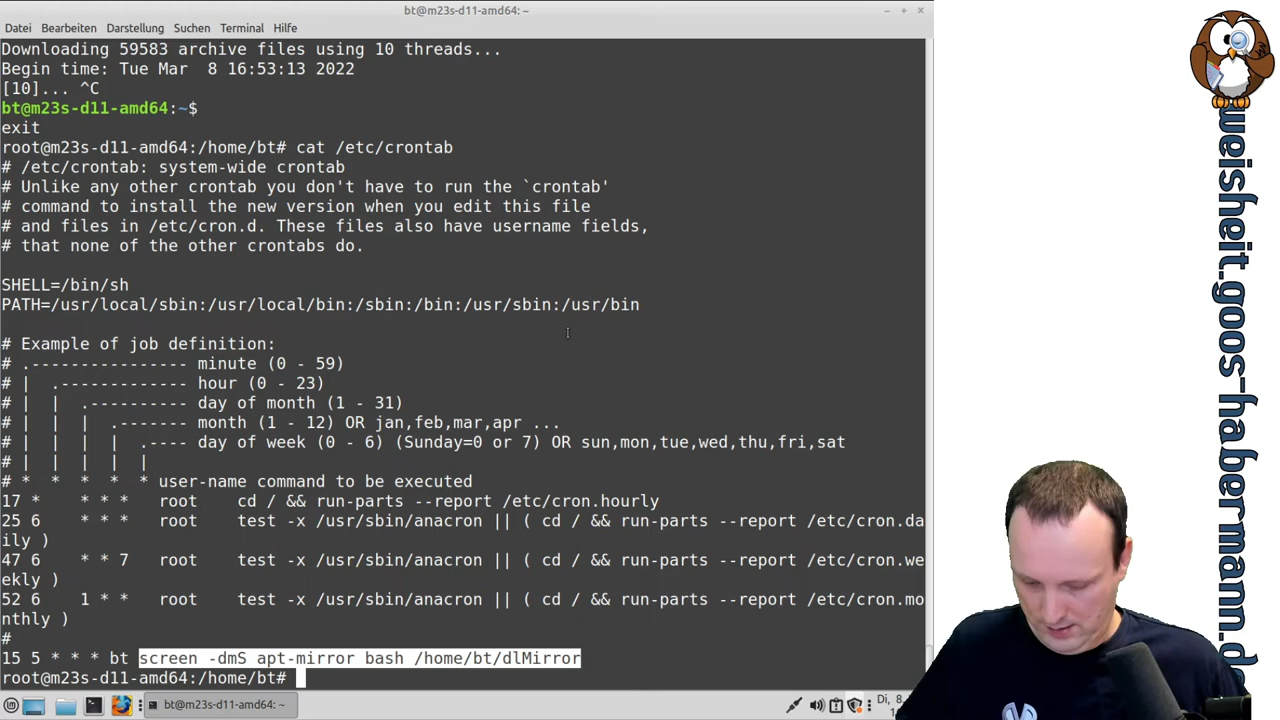 bt@m23s-d11-amd64: ~
Datei Bearbeiten Darstellung Suchen Terminal Hilfe
Downloading 59583 archive files using 10 threads...
Begin time: Tue Mar  8 16:53:13 2022
[10]... ^C
bt@m23s-d11-amd64:~$
exit
root@m23s-d11-amd64:/home/bt# cat /etc/crontab
# /etc/crontab: system-wide crontab
# Unlike any other crontab you don't have to run the `crontab'
# command to install the new version when you edit this file
# and files in /etc/cron.d. These files also have username fields,
# that none of the other crontabs do.
SHELL=/bin/sh
PATH=/usr/local/sbin:/usr/local/bin:/sbin:/bin:/usr/sbin:/usr/bin
# Example of job definition:
# .---------------- minute (0 - 59)
# |  .------------- hour (0 - 23)
# |  |  .---------- day of month (1 - 31)
# |  |  |  .------- month (1 - 12) OR jan,feb,mar,apr ...
# |  |  |  |  .---- day of week (0 - 6) (Sunday=0 or 7) OR sun,mon,tue,wed,thu,fri,sat
# |  |  |  |  |
# *  *  *  *  * user-name command to be executed
17 *    * * *   root    cd / && run-parts --report /etc/cron.hourly
25 6    * * *   root    test -x /usr/sbin/anacron || ( cd / && run-parts --report /etc/cron.da
ily )
47 6    * * 7   root    test -x /usr/sbin/anacron || ( cd / && run-parts --report /etc/cron.we
ekly )
52 6    1 * *   root    test -x /usr/sbin/anacron || ( cd / && run-parts --report /etc/cron.mo
nthly )
#
15 5 * * * bt screen -dmS apt-mirror bash /home/bt/dlMirror
root@m23s-d11-amd64:/home/bt#
bt@m23s-d11-amd64: ~
Di, 8.
weisheit.goos-habermann.de